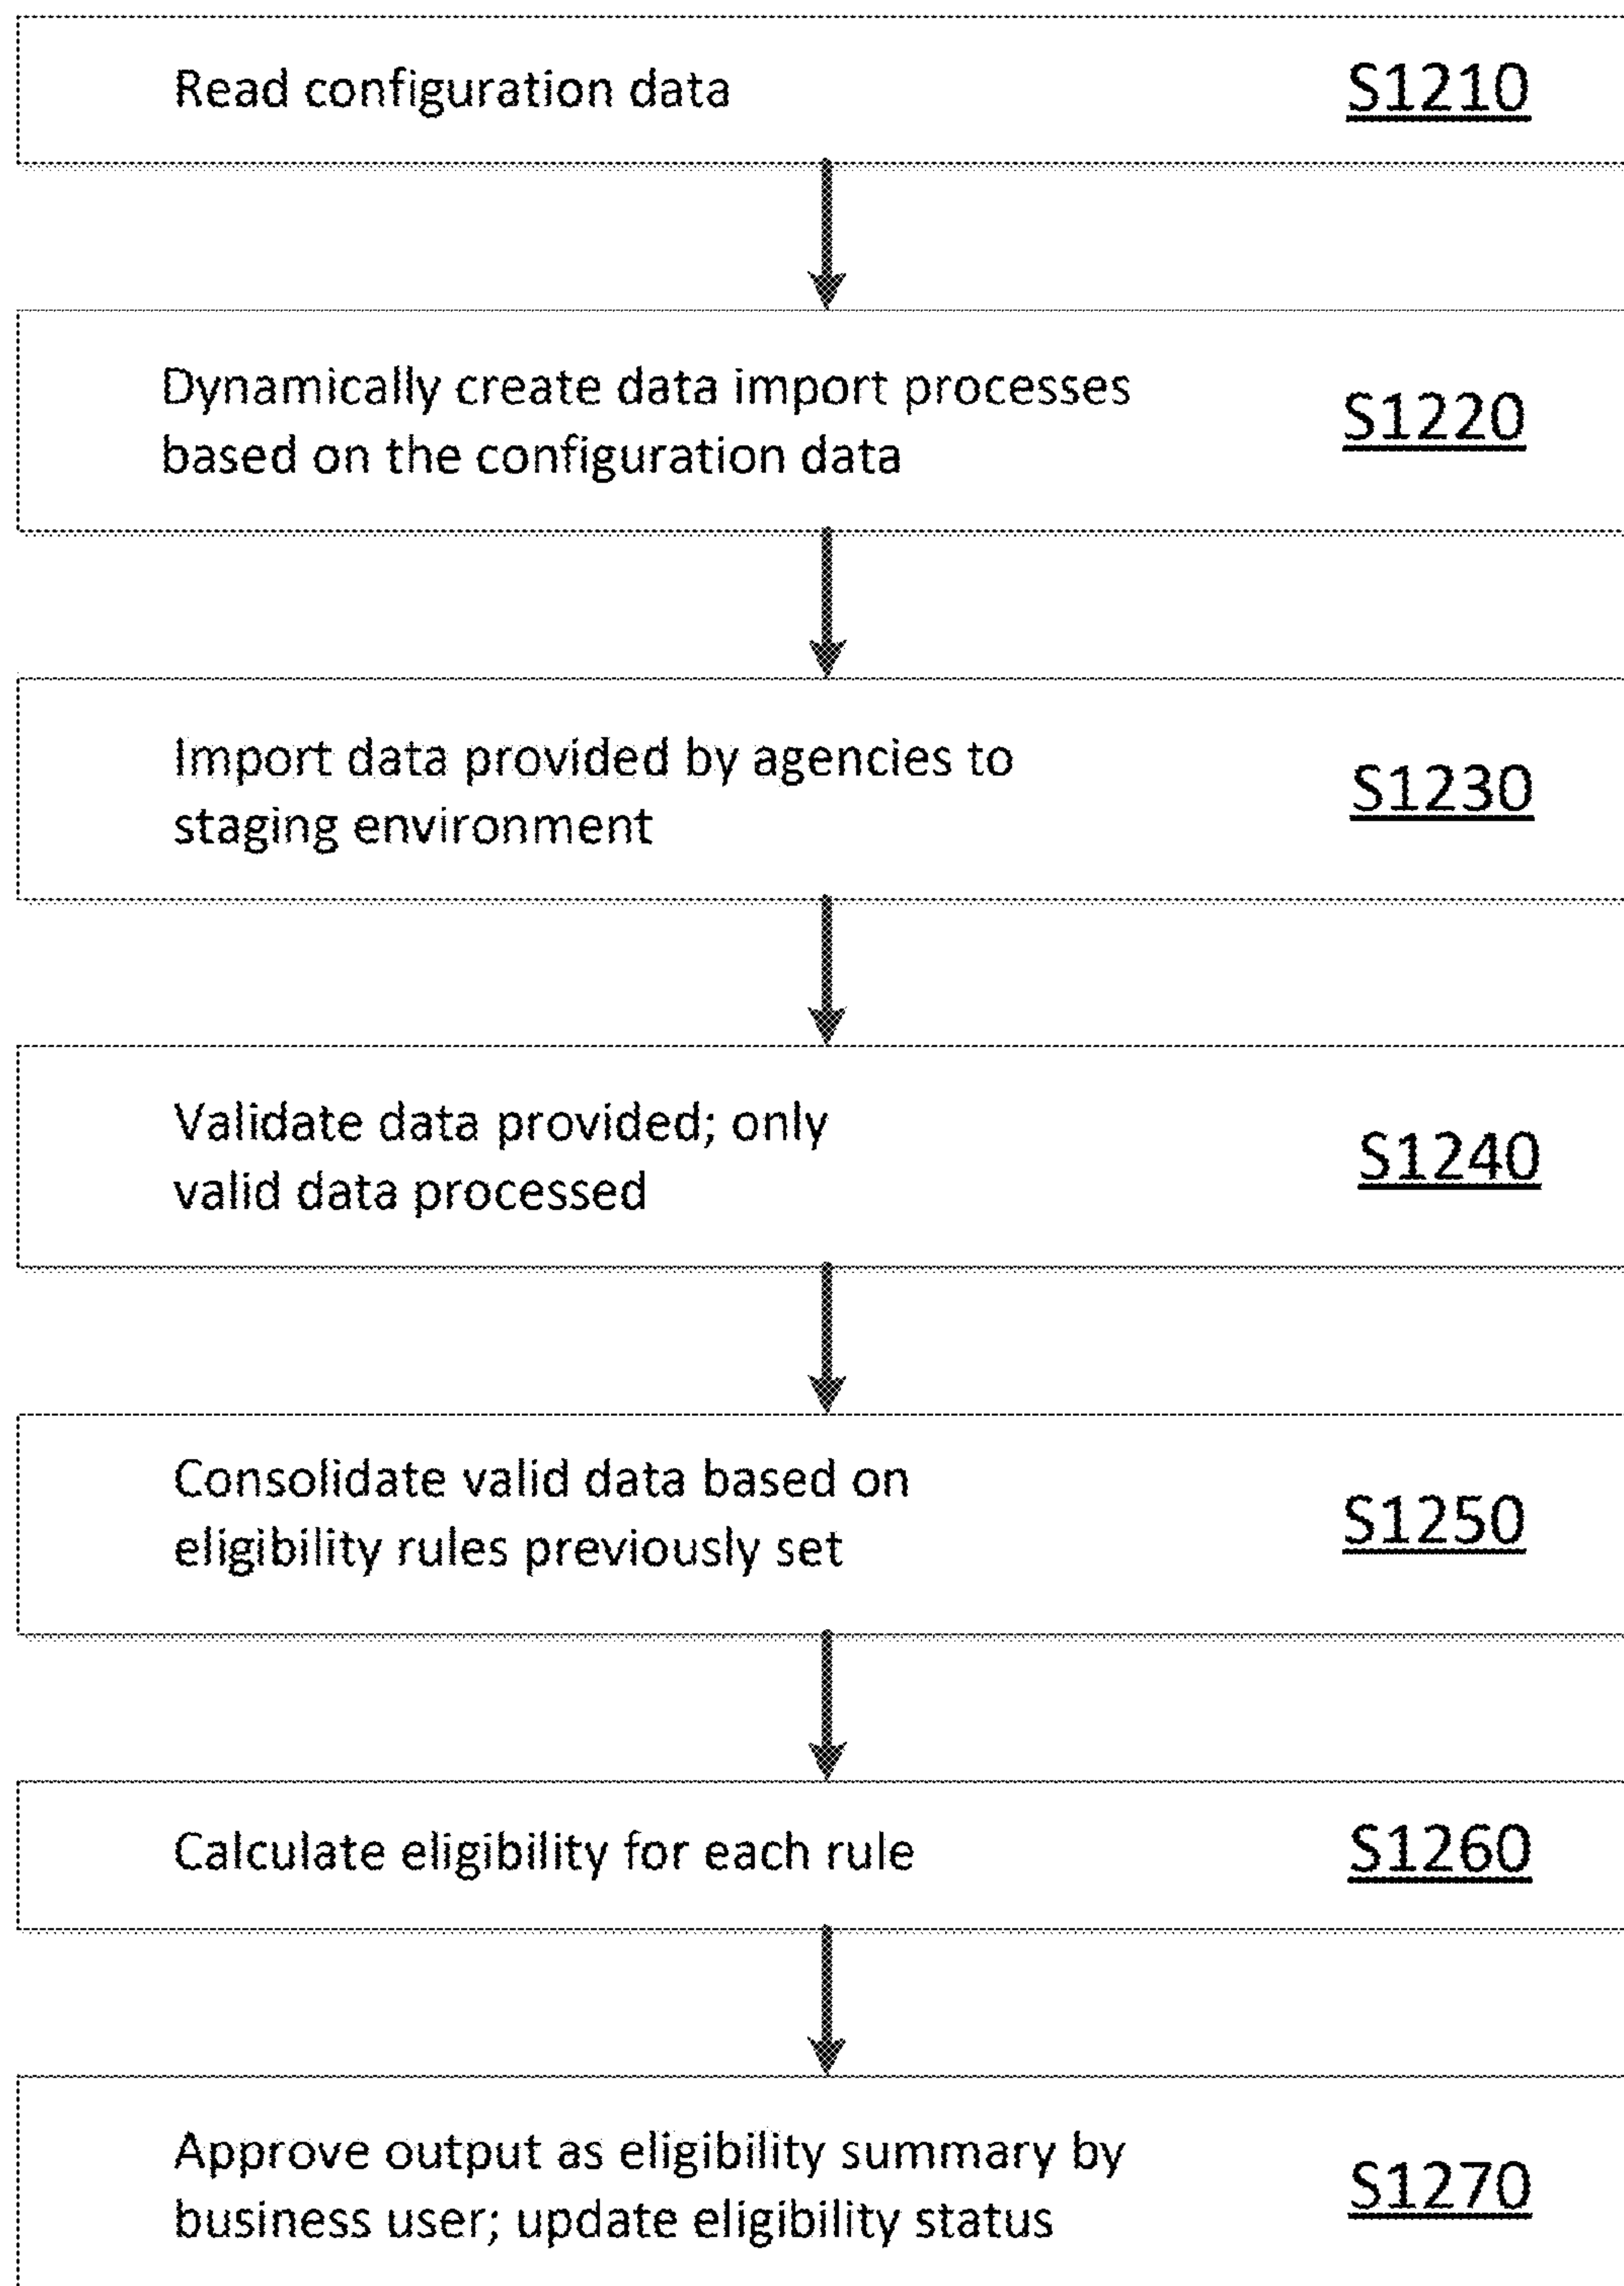 Read configuration data S1210
Dynamically create data import processes
based on the configuration data
S1220
Import data provided by agencies to
staging environment
S1230
Validate data provided; only
valid data processed
S1240
Consolidate valid data based on
eligibility rules previously set
S1250
Calculate eligibility for each rule S1260
Approve output as eligibility summary by
business user; update eligibility status
S1270